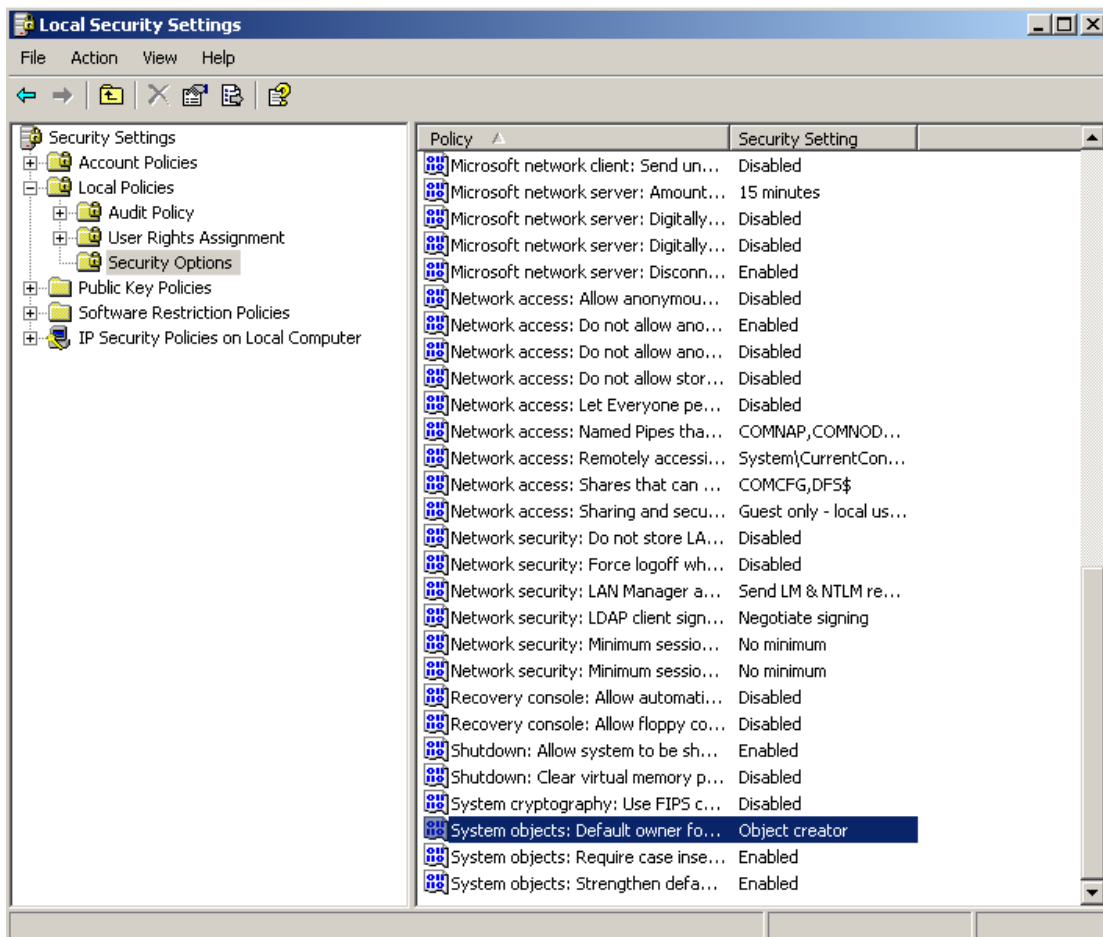 Local Security Settings
File Action View Help
Security Settings
Account Policies
Local Policies
Audit Policy
User Rights Assignment
Security Options
Public Key Policies
Software Restriction Policies
IP Security Policies on Local Computer
Policy Security Setting
Microsoft network client: Send un... Disabled
Microsoft network server: Amount... 15 minutes
Microsoft network server: Digitally... Disabled
Microsoft network server: Digitally... Disabled
Microsoft network server: Disconn... Enabled
Network access: Allow anonymou... Disabled
Network access: Do not allow ano... Enabled
Network access: Do not allow ano... Disabled
Network access: Do not allow stor... Disabled
Network access: Let Everyone pe... Disabled
Network access: Named Pipes tha... COMNAP,COMNOD...
Network access: Remotely accessi... System\CurrentCon...
Network access: Shares that can ... COMCFG,DFS$
Network access: Sharing and secu... Guest only - local us...
Network security: Do not store LA... Disabled
Network security: Force logoff wh... Disabled
Network security: LAN Manager a... Send LM & NTLM re...
Network security: LDAP client sign... Negotiate signing
Network security: Minimum sessio... No minimum
Network security: Minimum sessio... No minimum
Recovery console: Allow automati... Disabled
Recovery console: Allow floppy co... Disabled
Shutdown: Allow system to be sh... Enabled
Shutdown: Clear virtual memory p... Disabled
System cryptography: Use FIPS c... Disabled
System objects: Default owner fo... Object creator
System objects: Require case inse... Enabled
System objects: Strengthen defa... Enabled